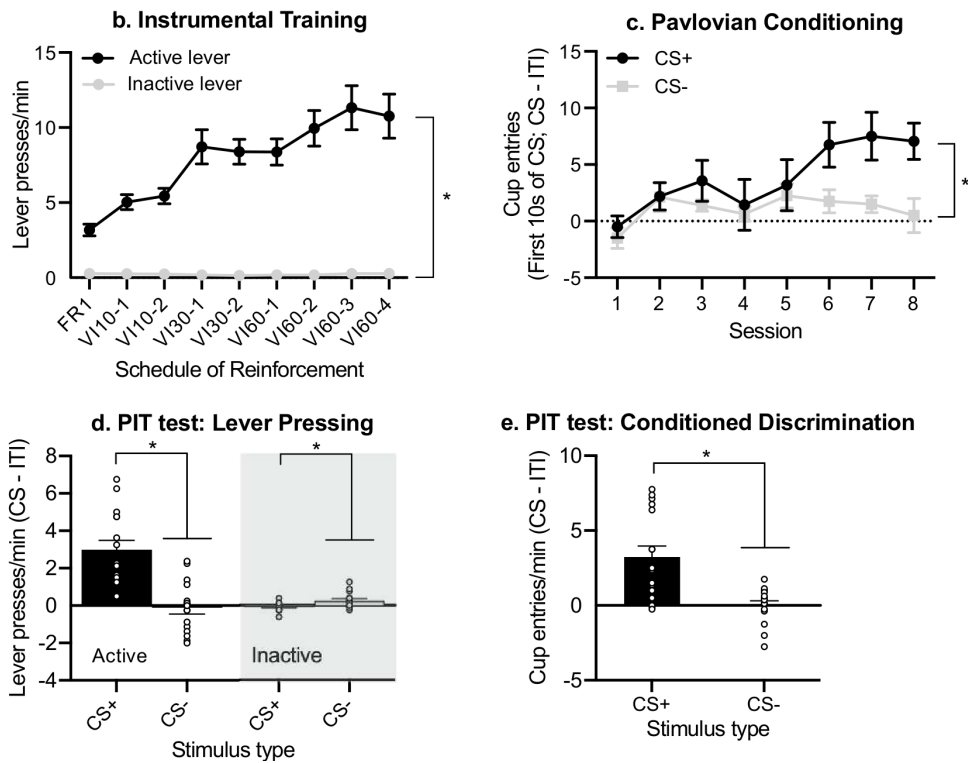 b. Instrumental Training
Active lever
Inactive lever
Lever presses/min
15
10
5
0
FR1
VI10-1
VI10-2
VI30-1
VI30-2
VI60-1
VI60-2
VI60-3
VI60-4
*
Schedule of Reinforcement
c. Pavlovian Conditioning
CS+
CS-
Cup entries
(First 10s of CS; CS - ITI)
15
10
5
0
-5
1 2 3 4 5 6 7 8
*
Session
d. PIT test: Lever Pressing
Lever presses/min (CS - ITI)
8
6
4
2
0
-2
-4
*
*
Active
Inactive
CS+
CS-
CS+
CS-
Stimulus type
e. PIT test: Conditioned Discrimination
Cup entries/min (CS - ITI)
10
5
0
-5
*
CS+
CS-
Stimulus type